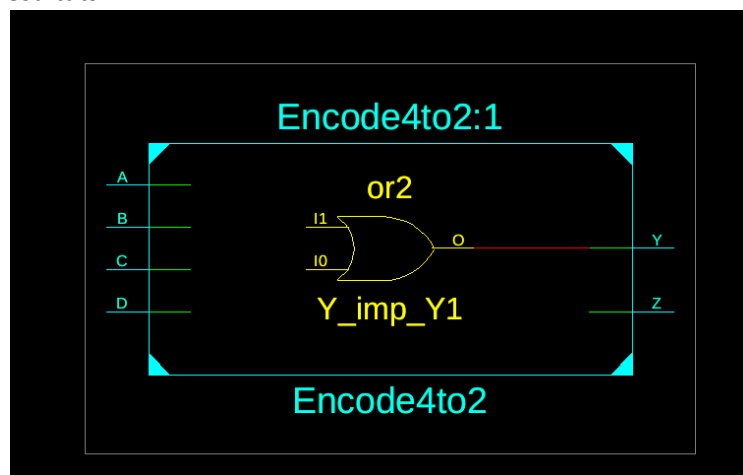 Encode4to2:1
or2
A
B
C
D
I1
I0
O
Y
Z
Y_imp_Y1
Encode4to2